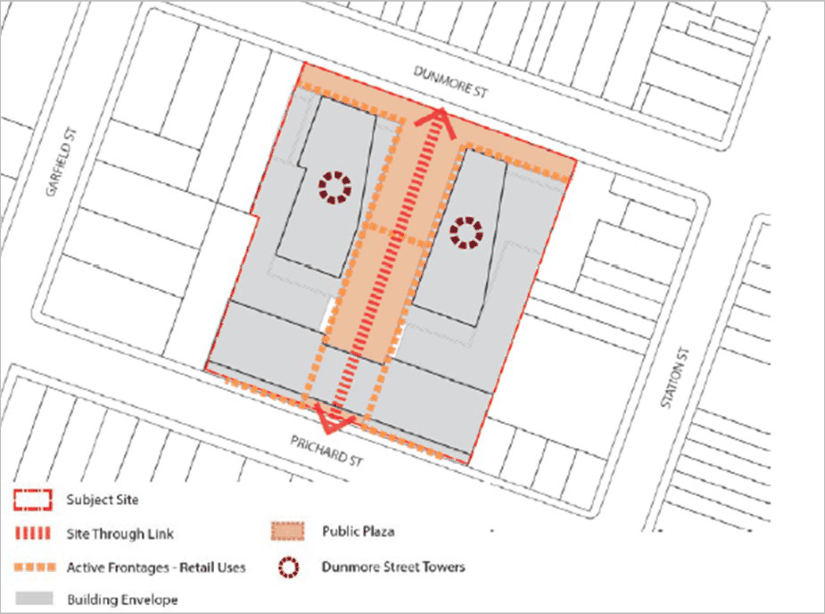 DUNMORE ST
GARFIELD ST
STATION ST
PRICHARD ST
Subject Site
Site Through Link
Public Plaza
Active Frontages - Retail Uses
Dunmore Street Towers
Building Envelope